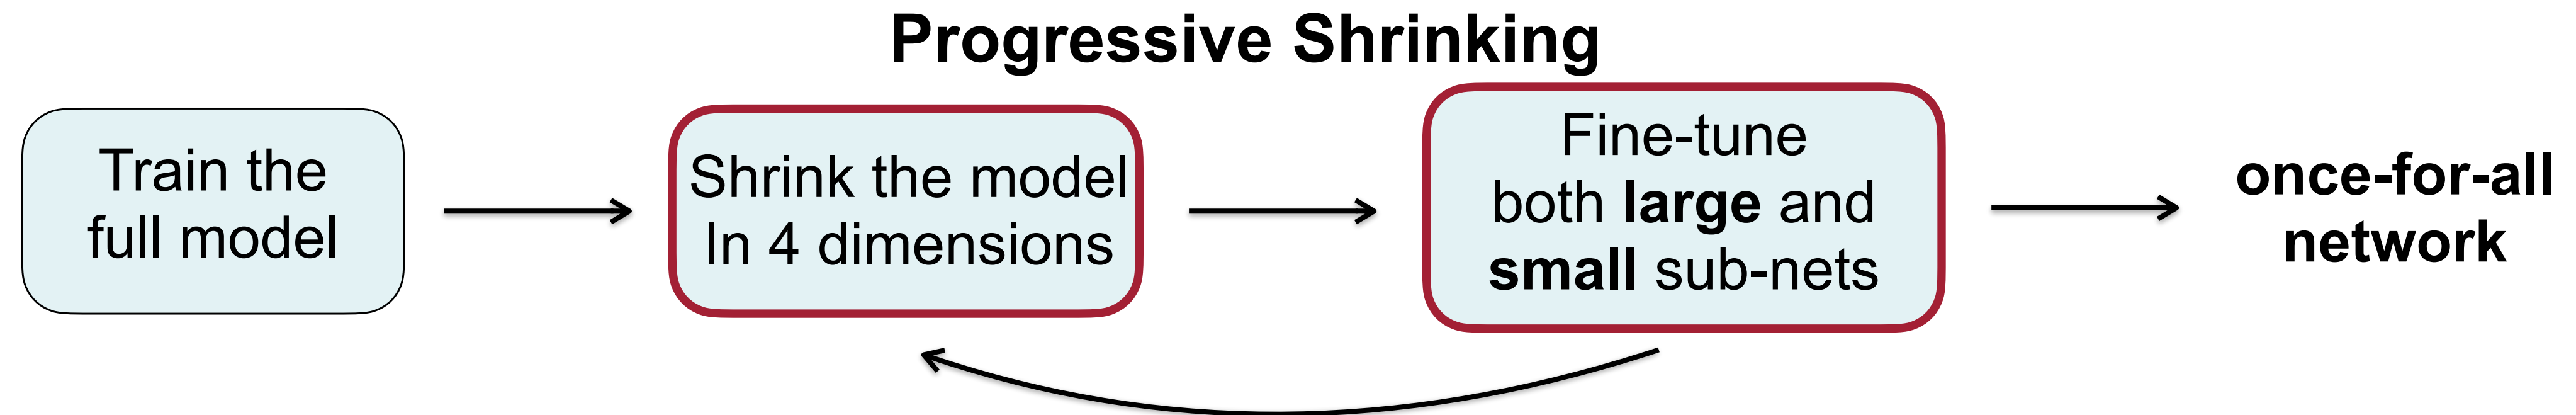 Progressive Shrinking
Train the
full model
Shrink the model
In 4 dimensions
Fine-tune
both large and
small sub-nets
once-for-all
network